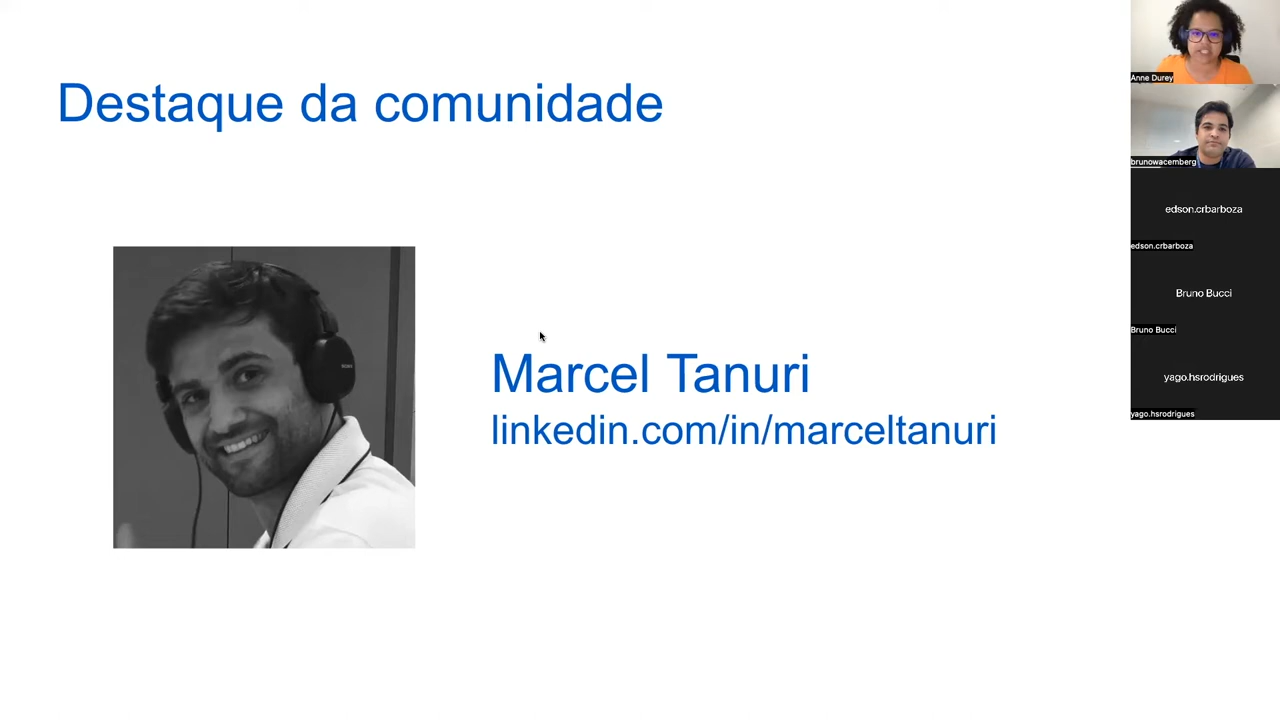 Destaque da comunidade
Marcel Tanuri
linkedin.com/in/marceltanuri
Anne Durey
brunowacemberg
edson.crbarboza
edson.crbarboza
Bruno Bucci
Bruno Bucci
yago.hsrodrigues
yago.hsrodrigues